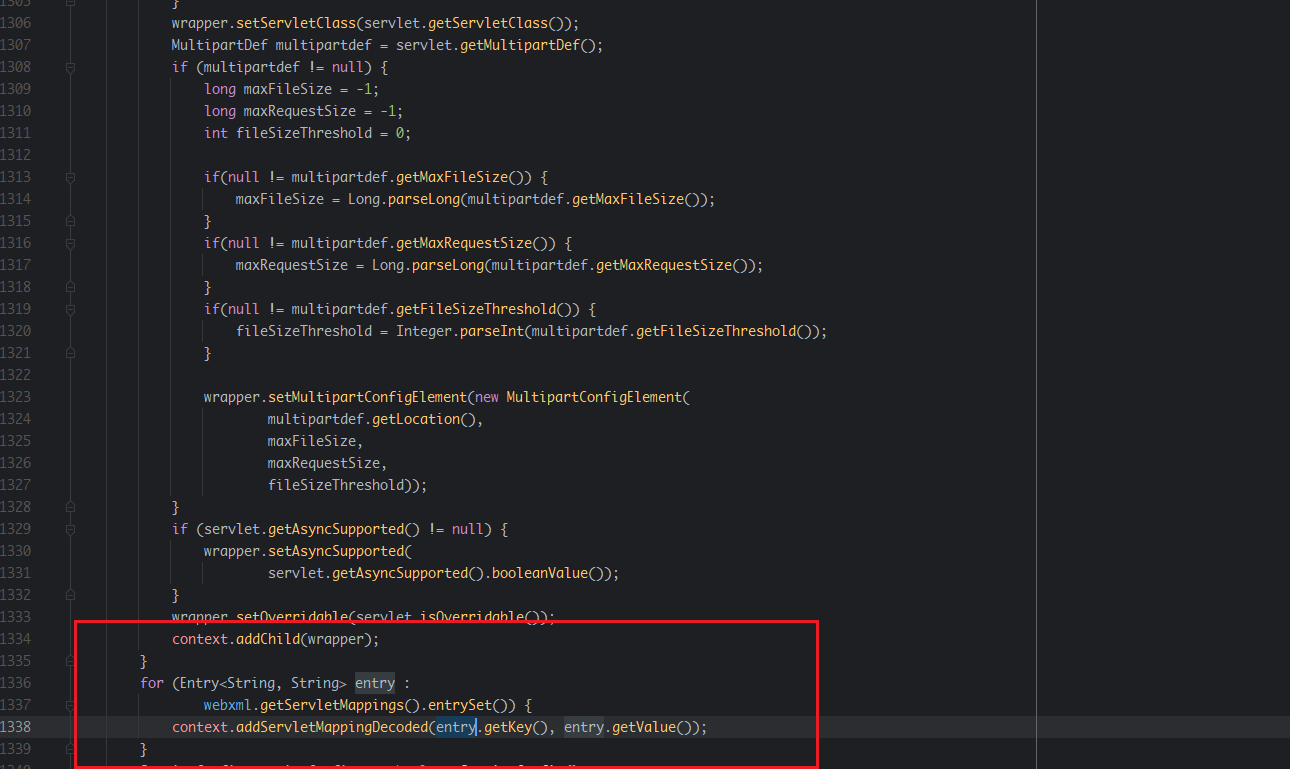 1305 }
1306 wrapper.setServletClass(servlet.getServletClass());
1307 MultipartDef multipartdef = servlet.getMultipartDef();
1308 if (multipartdef != null) {
1309 long maxFileSize = -1;
1310 long maxRequestSize = -1;
1311 int fileSizeThreshold = 0;
1312
1313 if(null != multipartdef.getMaxFileSize()) {
1314 maxFileSize = Long.parseLong(multipartdef.getMaxFileSize());
1315 }
1316 if(null != multipartdef.getMaxRequestSize()) {
1317 maxRequestSize = Long.parseLong(multipartdef.getMaxRequestSize());
1318 }
1319 if(null != multipartdef.getFileSizeThreshold()) {
1320 fileSizeThreshold = Integer.parseInt(multipartdef.getFileSizeThreshold());
1321 }
1322
1323 wrapper.setMultipartConfigElement(new MultipartConfigElement(
1324 multipartdef.getLocation(),
1325 maxFileSize,
1326 maxRequestSize,
1327 fileSizeThreshold));
1328 }
1329 if (servlet.getAsyncSupported() != null) {
1330 wrapper.setAsyncSupported(
1331 servlet.getAsyncSupported().booleanValue());
1332 }
1333 wrapper.setOverridable(servlet.isOverridable());
1334 context.addChild(wrapper);
1335 }
1336 for (Entry<String, String> entry :
1337 webxml.getServletMappings().entrySet()) {
1338 context.addServletMappingDecoded(entry.getKey(), entry.getValue());
1339 }